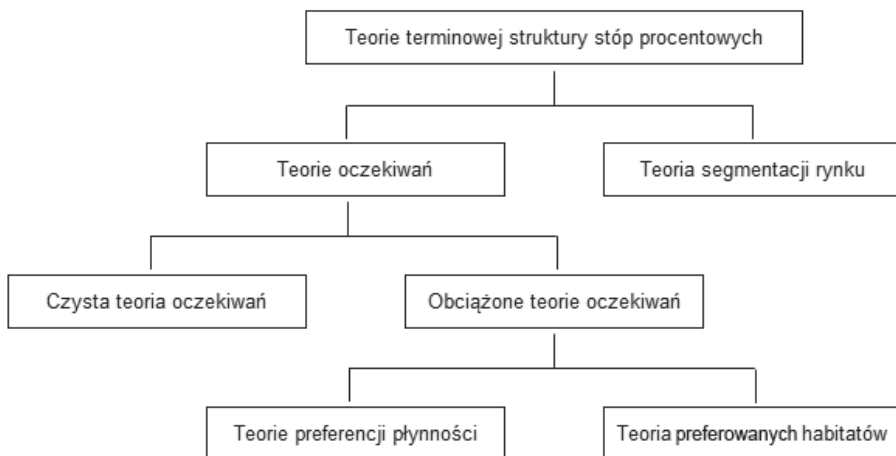 Teorie terminowej struktury stóp procentowych
Teorie oczekiwań
Teoria segmentacji rynku
Czysta teoria oczekiwań
Obciążone teorie oczekiwań
Teorie preferencji płynności
Teoria preferowanych habitatów